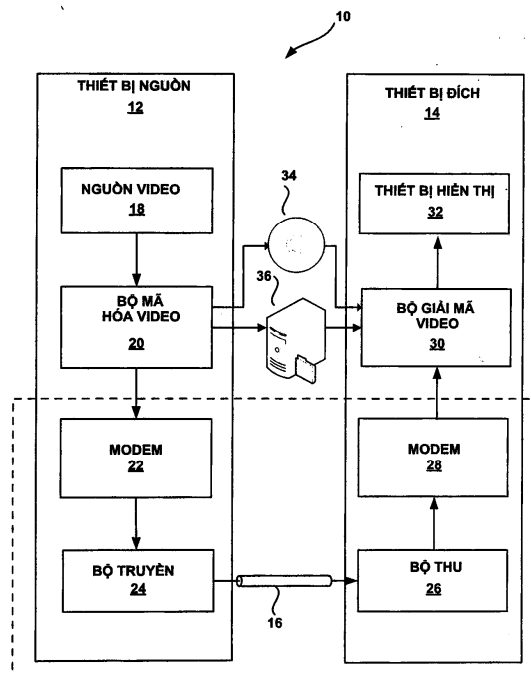 10
THIẾT BỊ NGUỒN
12
THIẾT BỊ ĐÍCH
14
NGUỒN VIDEO
18
34
THIẾT BỊ HIỂN THỊ
32
36
BỘ MÃ
HÓA VIDEO
20
BỘ GIẢI MÃ
VIDEO
30
MODEM
22
MODEM
28
BỘ TRUYỀN
24
16
BỘ THU
26